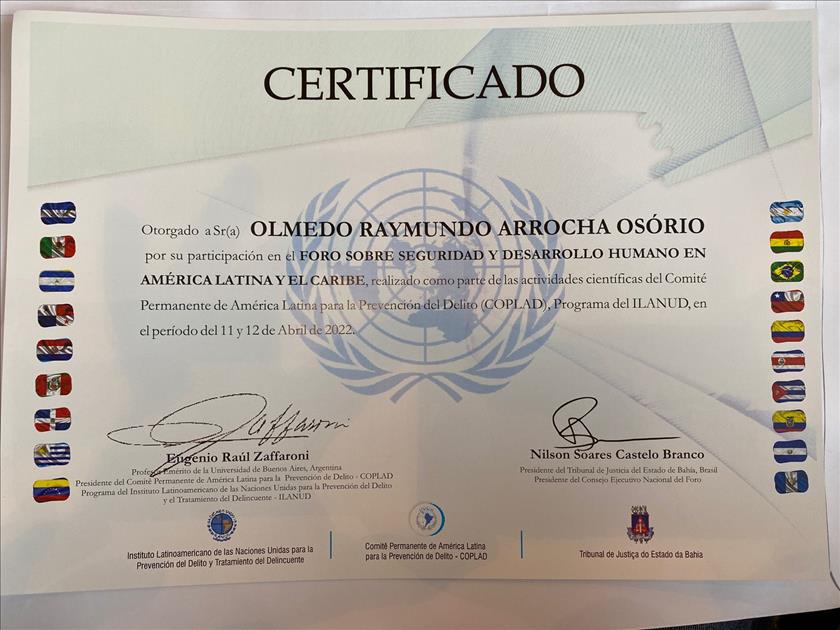 CERTIFICADO
Otorgado a Sr(a) OLMEDO RAYMUNDO ARROCHA OSÓRIO
por su participación en el FORO SOBRE SEGURIDAD Y DESARROLLO HUMANO EN
AMÉRICA LATINA Y EL CARIBE, realizado como parte de las actividades científicas del Comité
Permanente de América Latina para la Prevención del Delito (COPLAD), Programa del ILANUD, en
el período del 11 y 12 de Abril de 2022.
Zaffaroni
Eugenio Raúl Zaffaroni
Profesor Emérito de la Universidad de Buenos Aires, Argentina
Presidente del Comité Permanente de América Latina para la Prevención del Delito - COPLAD
Programa del Instituto Latinoamericano de las Naciones Unidas para la Prevención del Delito
y el Tratamiento del Delincuente - ILANUD
Nilson Soares Castelo Branco
Presidente del Tribunal de Justicia del Estado de Bahía, Brasil
Presidente del Consejo Ejecutivo Nacional del Foro
Instituto Latinoamericano de las Naciones Unidas para la
Prevención del Delito y Tratamiento del Delincuente
Comité Permanente de América Latina
para la Prevención de Delito - COPLAD
Tribunal de Justiça do Estado da Bahia